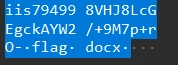 iis79499 8VHJ8LcG
EgckAYW2 /+9M7p+r
O--flag- docx-